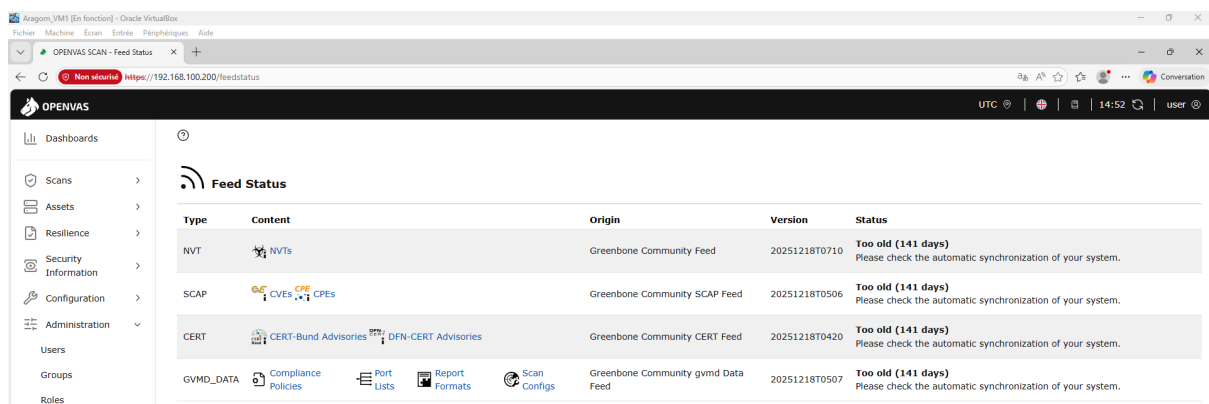 Aragom_VM1 [En fonction] - Oracle VirtualBox
Fichier Machine Écran Entrée Périphériques Aide
OPENVAS SCAN - Feed Status
Non sécurisé https://192.168.100.200/feedstatus
Conversation
OPENVAS
UTC
14:52
user
Dashboards
Scans
Assets
Resilience
Security
Information
Configuration
Administration
Users
Groups
Roles
Feed Status
Type Content Origin Version Status
NVT NVTs Greenbone Community Feed 20251218T0710 Too old (141 days)
Please check the automatic synchronization of your system.
SCAP CVEs CPEs Greenbone Community SCAP Feed 20251218T0506 Too old (141 days)
Please check the automatic synchronization of your system.
CERT CERT-Bund Advisories DFN-CERT Advisories Greenbone Community CERT Feed 20251218T0420 Too old (141 days)
Please check the automatic synchronization of your system.
GVMD_DATA Compliance Policies Port Lists Report Formats Scan Configs Greenbone Community gvmd Data Feed 20251218T0507 Too old (141 days)
Please check the automatic synchronization of your system.